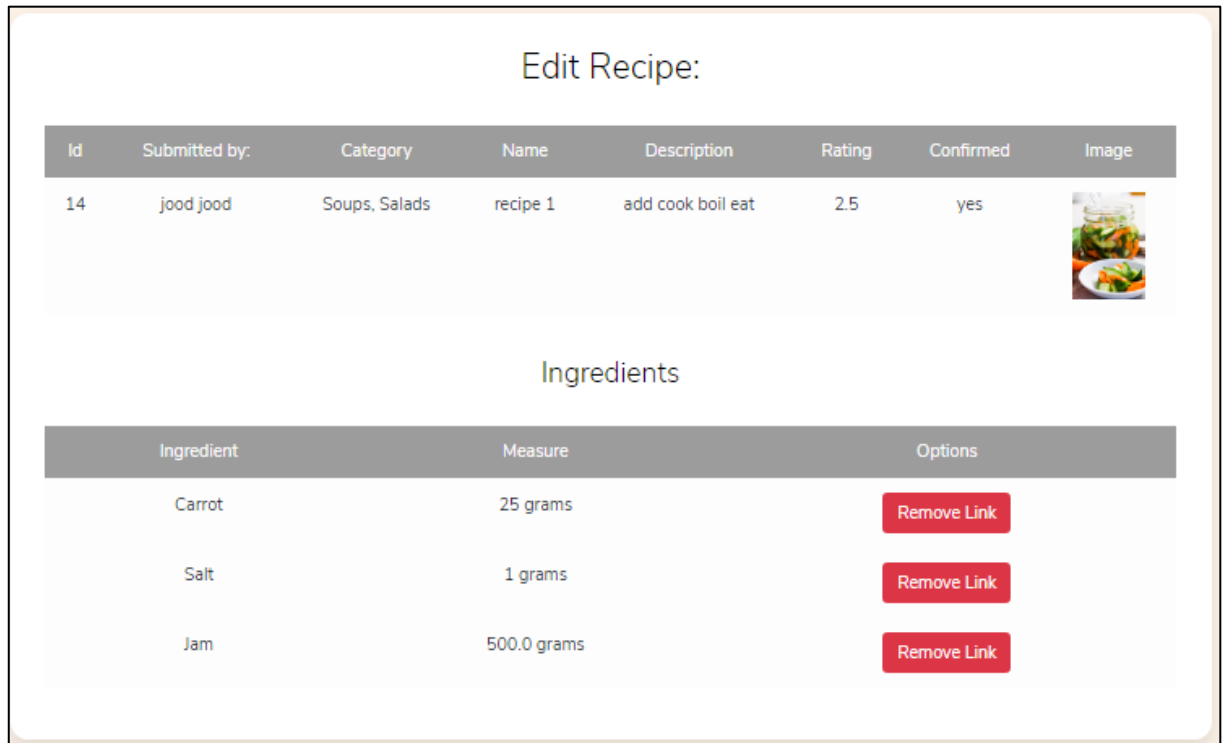 Edit Recipe:
Id Submitted by: Category Name Description Rating Confirmed Image
14 jood jood Soups, Salads recipe 1 add cook boil eat 2.5 yes
Ingredients
Ingredient Measure Options
Carrot 25 grams Remove Link
Salt 1 grams Remove Link
Jam 500.0 grams Remove Link